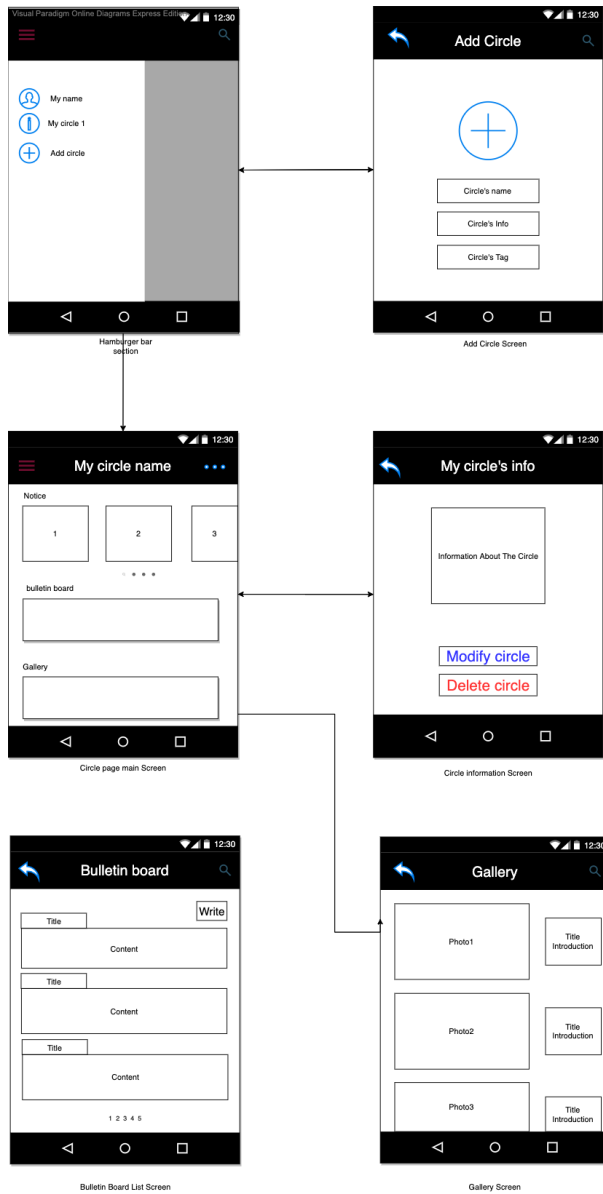 Visual Paradigm Online Diagrams Express Edition
12:30
My name
My circle 1
Add circle
Hamburger bar
section
12:30
Add Circle
Circle's name
Circle's Info
Circle's Tag
Add Circle Screen
12:30
My circle name
Notice
1
2
3
bulletin board
Gallery
Circle page main Screen
12:30
My circle's info
Information About The Circle
Modify circle
Delete circle
Circle information Screen
12:30
Bulletin board
Write
Title
Content
Title
Content
Title
Content
1 2 3 4 5
Bulletin Board List Screen
12:30
Gallery
Photo1
Title
Introduction
Photo2
Title
Introduction
Photo3
Title
Introduction
Gallery Screen